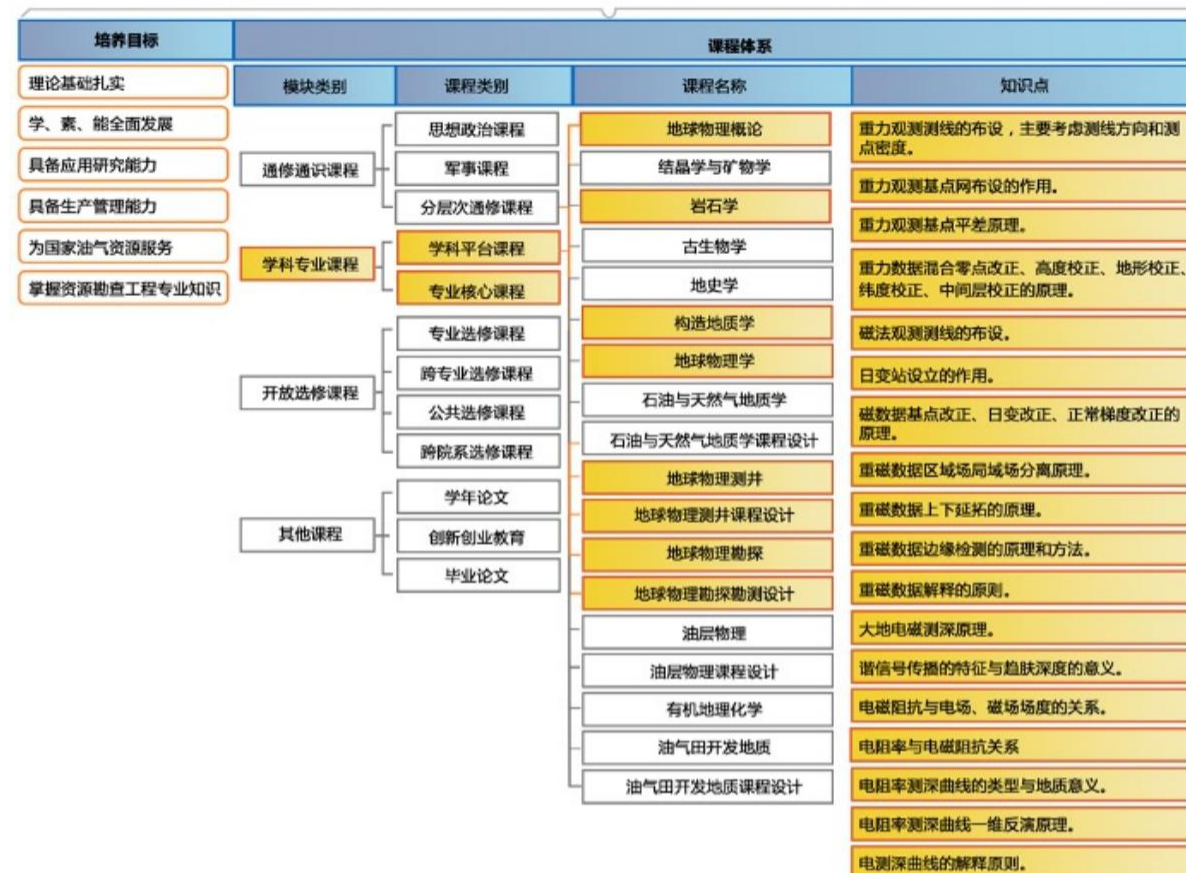 培养目标
课程体系
理论基础扎实
学、素、能全面发展
具备应用研究能力
具备生产管理能力
为国家油气资源服务
掌握资源勘查工程专业知识
模块类别
通修通识课程
学科专业课程
开放选修课程
其他课程
课程类别
思想政治课程
军事课程
分层次通修课程
学科平台课程
专业核心课程
专业选修课程
跨专业选修课程
公共选修课程
跨院系选修课程
学年论文
创新创业教育
毕业论文
课程名称
地球物理概论
结晶学与矿物学
岩石学
古生物学
地史学
构造地质学
地球物理学
石油与天然气地质学
石油与天然气地质学课程设计
地球物理测井
地球物理测井课程设计
地球物理勘探
地球物理勘探勘测设计
油层物理
油层物理课程设计
有机地理化学
油气田开发地质
油气田开发地质课程设计
知识点
重力观测测线的布设，主要考虑测线方向和测
点密度。
重力观测基点网布设的作用。
重力观测基点平差原理。
重力数据混合零点改正、高度校正、地形校正、
纬度校正、中间层校正的原理。
磁法观测测线的布设。
日变站设立的作用。
磁数据基点改正、日变改正、正常梯度改正的
原理。
重磁数据区域场局域场分离原理。
重磁数据上下延拓的原理。
重磁数据边缘检测的原理和方法。
重磁数据解释的原则。
大地电磁测深原理。
谐信号传播的特征与趋肤深度的意义。
电磁阻抗与电场、磁场场度的关系。
电阻率与电磁阻抗关系
电阻率测深曲线的类型与地质意义。
电阻率测深曲线一维反演原理。
电测深曲线的解释原则。